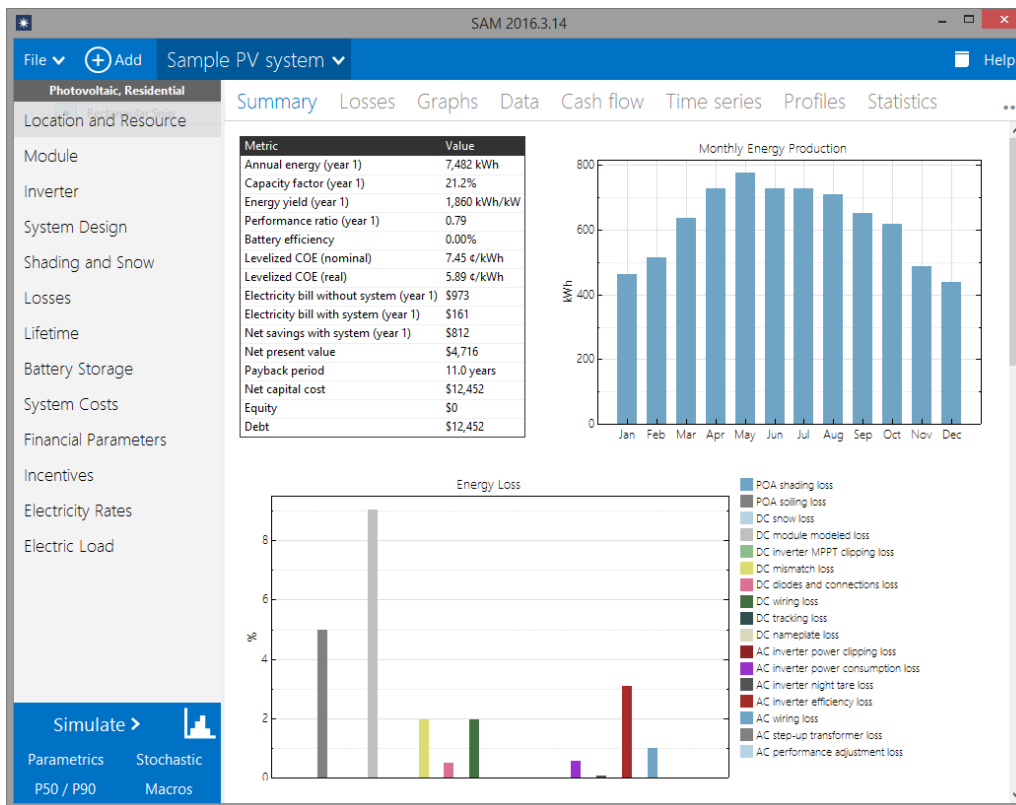 SAM 2016.3.14
File Add Sample PV system Help
Photovoltaic, Residential
Location and Resource
Module
Inverter
System Design
Shading and Snow
Losses
Lifetime
Battery Storage
System Costs
Financial Parameters
Incentives
Electricity Rates
Electric Load
Simulate >
Parametrics Stochastic
P50 / P90 Macros
Summary Losses Graphs Data Cash flow Time series Profiles Statistics ...
Metric Value
Annual energy (year 1) 7,482 kWh
Capacity factor (year 1) 21.2%
Energy yield (year 1) 1,860 kWh/kW
Performance ratio (year 1) 0.79
Battery efficiency 0.00%
Levelized COE (nominal) 7.45 ¢/kWh
Levelized COE (real) 5.89 ¢/kWh
Electricity bill without system (year 1) $973
Electricity bill with system (year 1) $161
Net savings with system (year 1) $812
Net present value $4,716
Payback period 11.0 years
Net capital cost $12,452
Equity $0
Debt $12,452
Monthly Energy Production
800
600
400
200
0
kWh
Jan Feb Mar Apr May Jun Jul Aug Sep Oct Nov Dec
Energy Loss
8
6
4
2
0
%
POA shading loss
POA soiling loss
DC snow loss
DC module modeled loss
DC inverter MPPT clipping loss
DC mismatch loss
DC diodes and connections loss
DC wiring loss
DC tracking loss
DC nameplate loss
AC inverter power clipping loss
AC inverter power consumption loss
AC inverter night tare loss
AC inverter efficiency loss
AC wiring loss
AC step-up transformer loss
AC performance adjustment loss